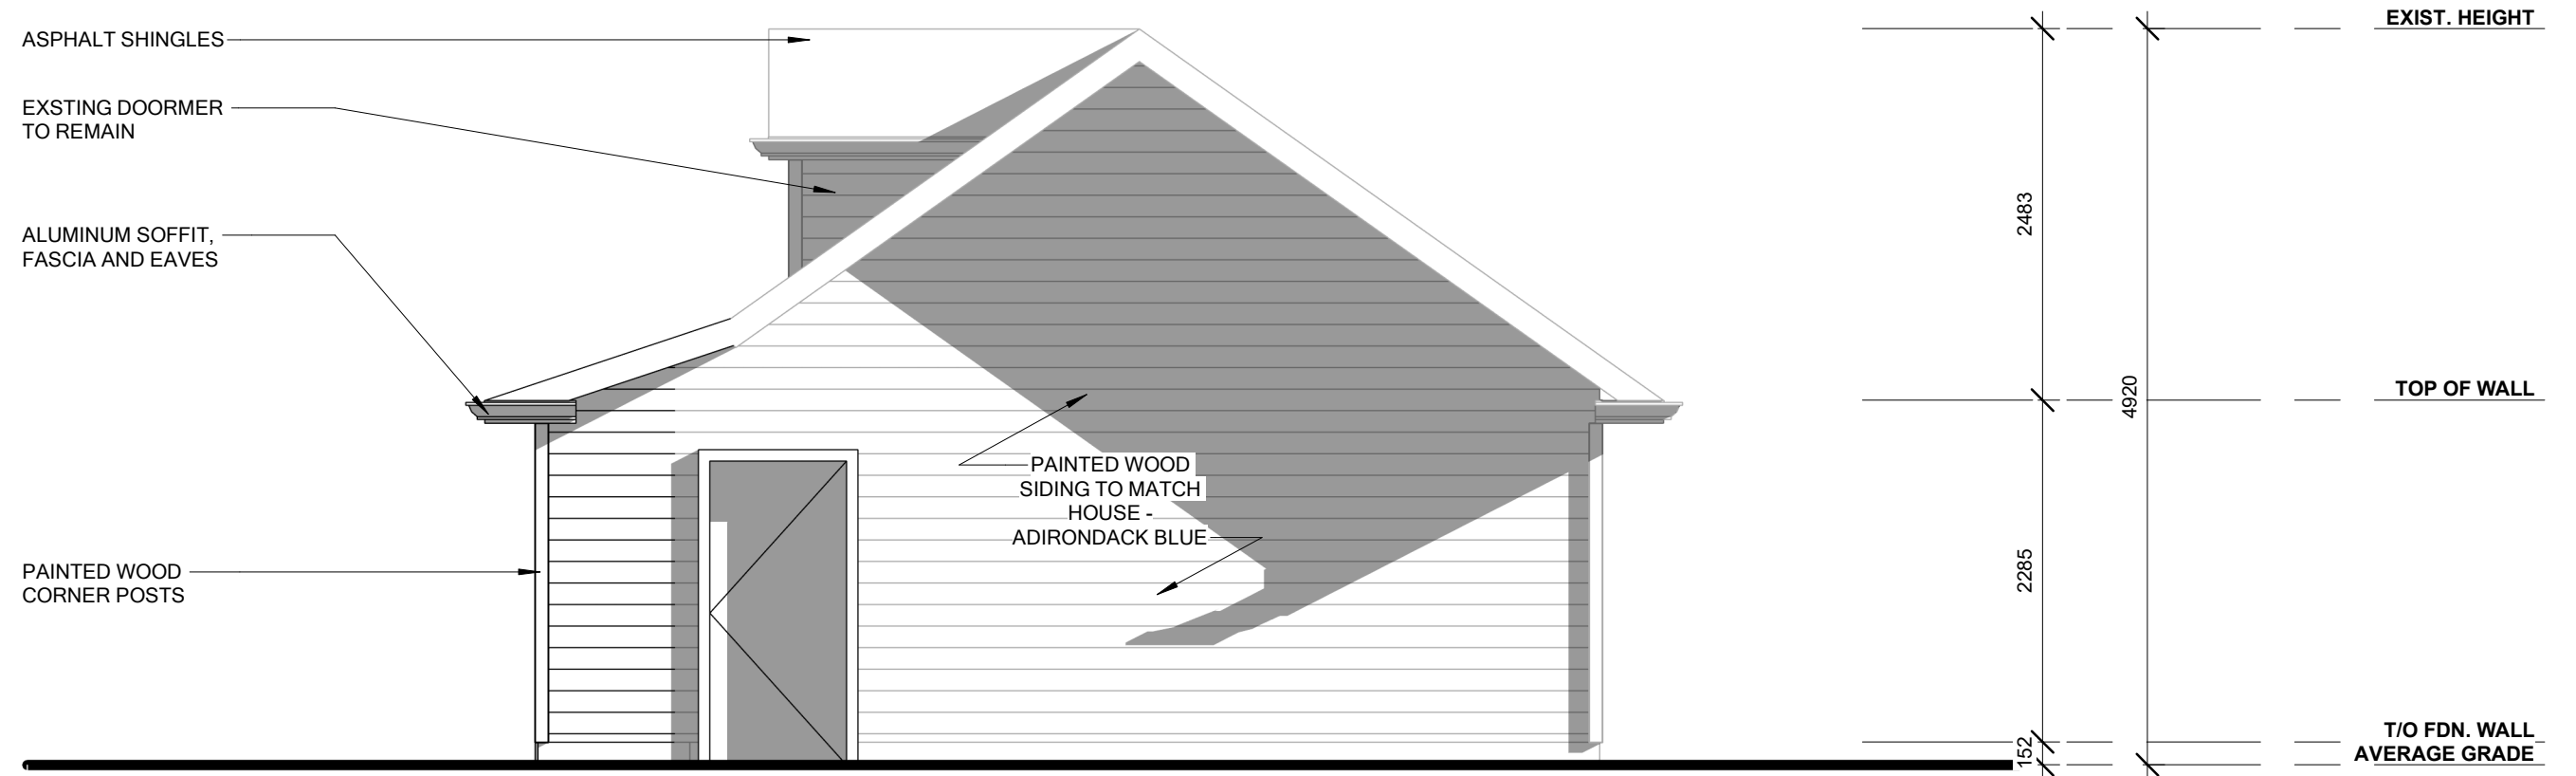 ASPHALT SHINGLES
EXSTING DOORMER
TO REMAIN
ALUMINUM SOFFIT,
FASCIA AND EAVES
PAINTED WOOD
CORNER POSTS
PAINTED WOOD
SIDING TO MATCH
HOUSE -
ADIRONDACK BLUE
2483
2285
152
4920
EXIST. HEIGHT
TOP OF WALL
T/O FDN. WALL
AVERAGE GRADE